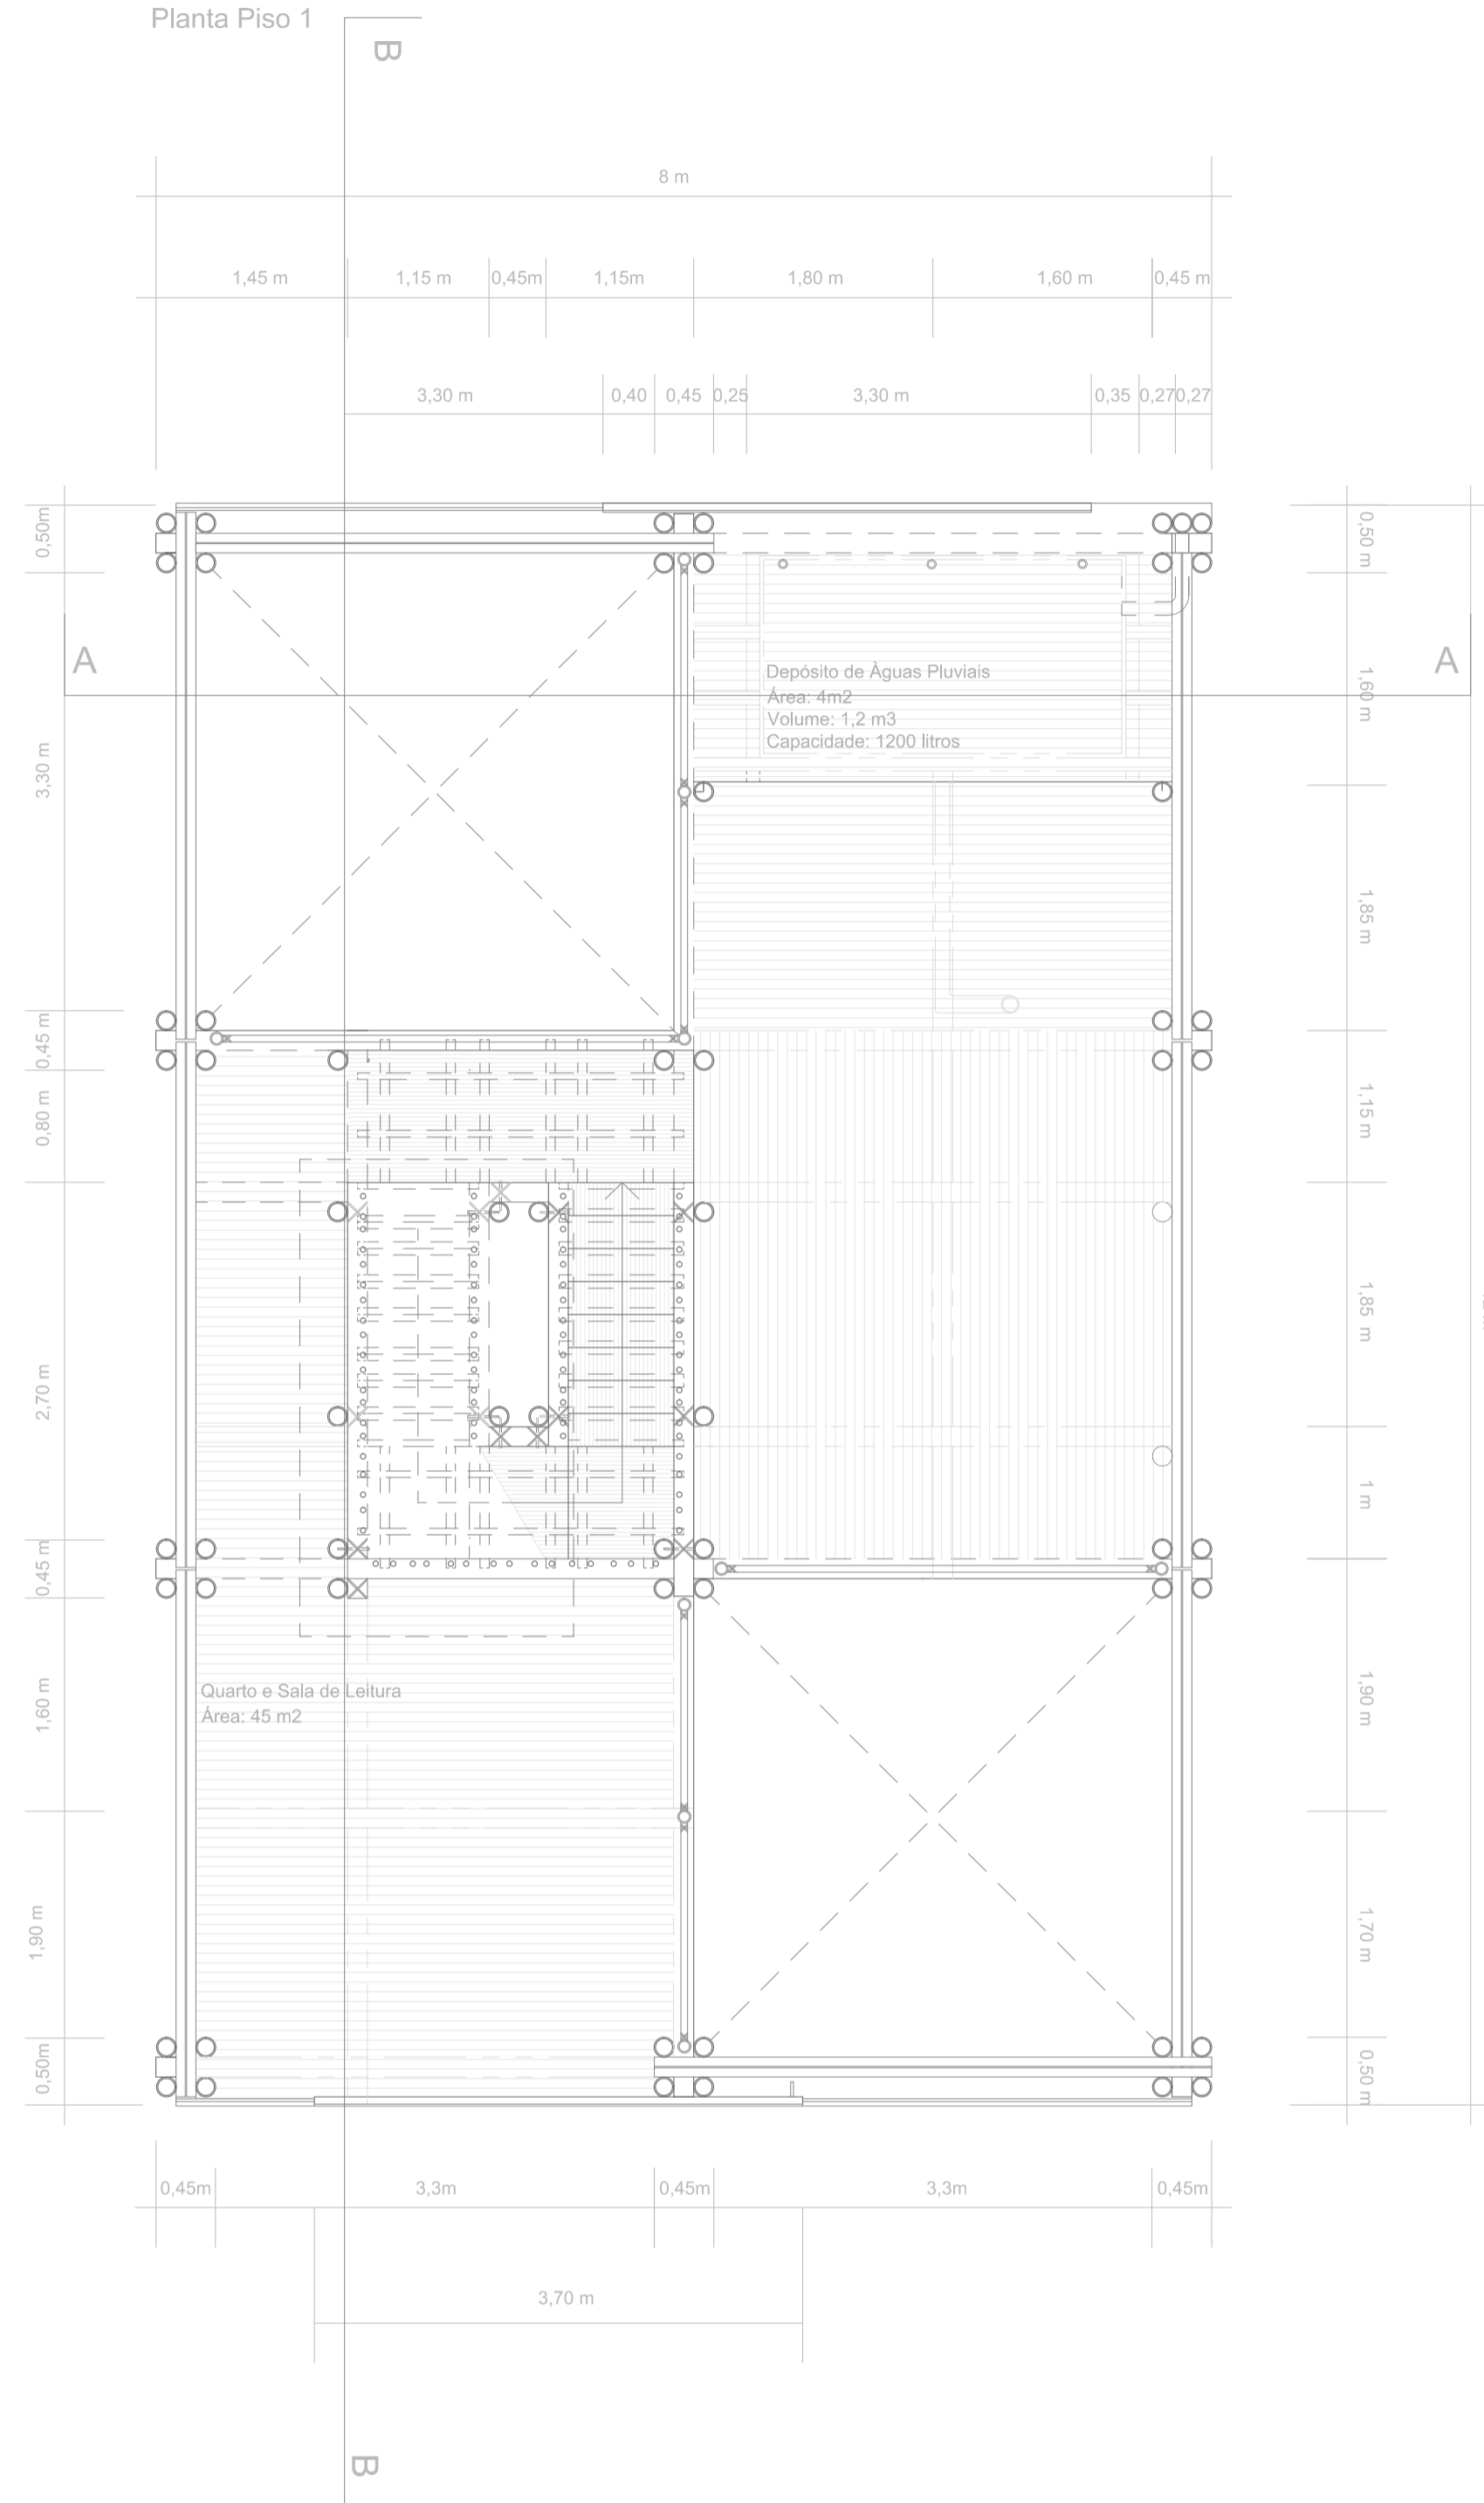 Planta Piso 1
B
8 m
1,45 m 1,15 m 0,45m 1,15m 1,80 m 1,60 m 0,45 m
3,30 m 0,40 0,45 0,25 3,30 m 0,35 0,27 0,27
0,50m
0,50 m
A
A
Depósito de Àguas Pluviais
Área: 4m2
Volume: 1,2 m3
Capacidade: 1200 litros
1,60 m
3,30 m
1,85 m
0,45 m
0,80 m
1,15 m
1,85 m
2,70 m
1 m
0,45 m
Quarto e Sala de Leitura
Área: 45 m2
1,60 m
1,90 m
1,90 m
1,70 m
0,50m
0,50 m
0,45m 3,3m 0,45m 3,3m 0,45m
3,70 m
B